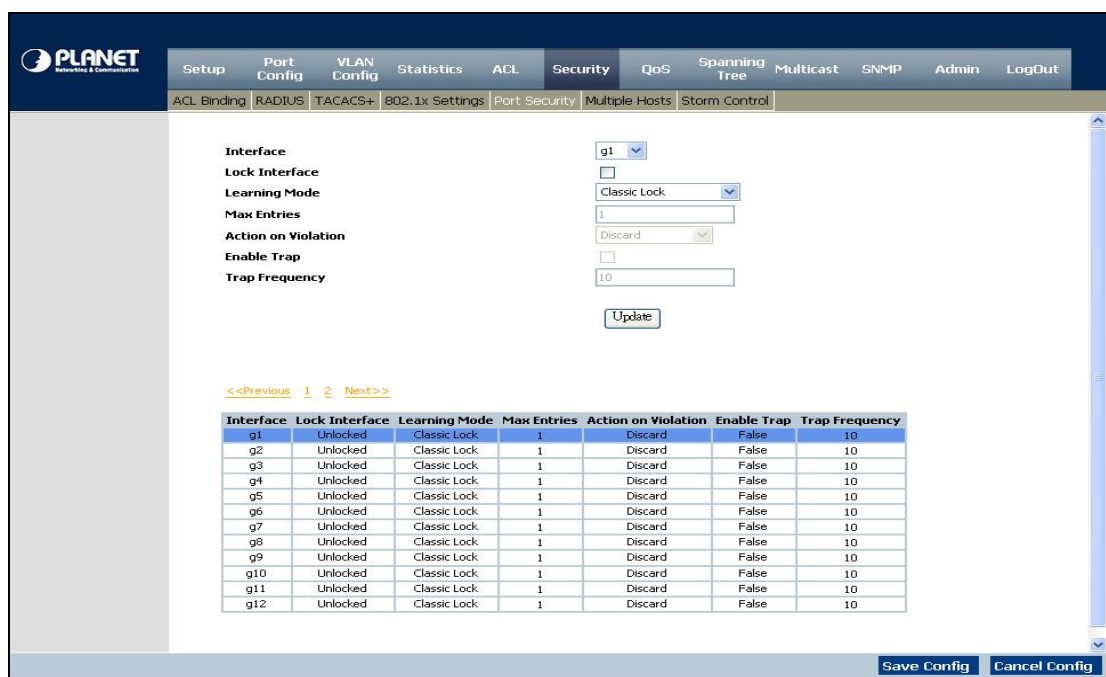 PLANET
Networking & Communication
Setup Port Config VLAN Config Statistics ACL Security QoS Spanning Tree Multicast SNMP Admin LogOut
ACL Binding RADIUS TACACS+ 802.1x Settings Port Security Multiple Hosts Storm Control
Interface g1
Lock Interface
Learning Mode Classic Lock
Max Entries 1
Action on Violation Discard
Enable Trap
Trap Frequency 10
Update
<<Previous 1 2 Next>>
Interface Lock Interface Learning Mode Max Entries Action on Violation Enable Trap Trap Frequency
g1 Unlocked Classic Lock 1 Discard False 10
g2 Unlocked Classic Lock 1 Discard False 10
g3 Unlocked Classic Lock 1 Discard False 10
g4 Unlocked Classic Lock 1 Discard False 10
g5 Unlocked Classic Lock 1 Discard False 10
g6 Unlocked Classic Lock 1 Discard False 10
g7 Unlocked Classic Lock 1 Discard False 10
g8 Unlocked Classic Lock 1 Discard False 10
g9 Unlocked Classic Lock 1 Discard False 10
g10 Unlocked Classic Lock 1 Discard False 10
g11 Unlocked Classic Lock 1 Discard False 10
g12 Unlocked Classic Lock 1 Discard False 10
Save Config Cancel Config